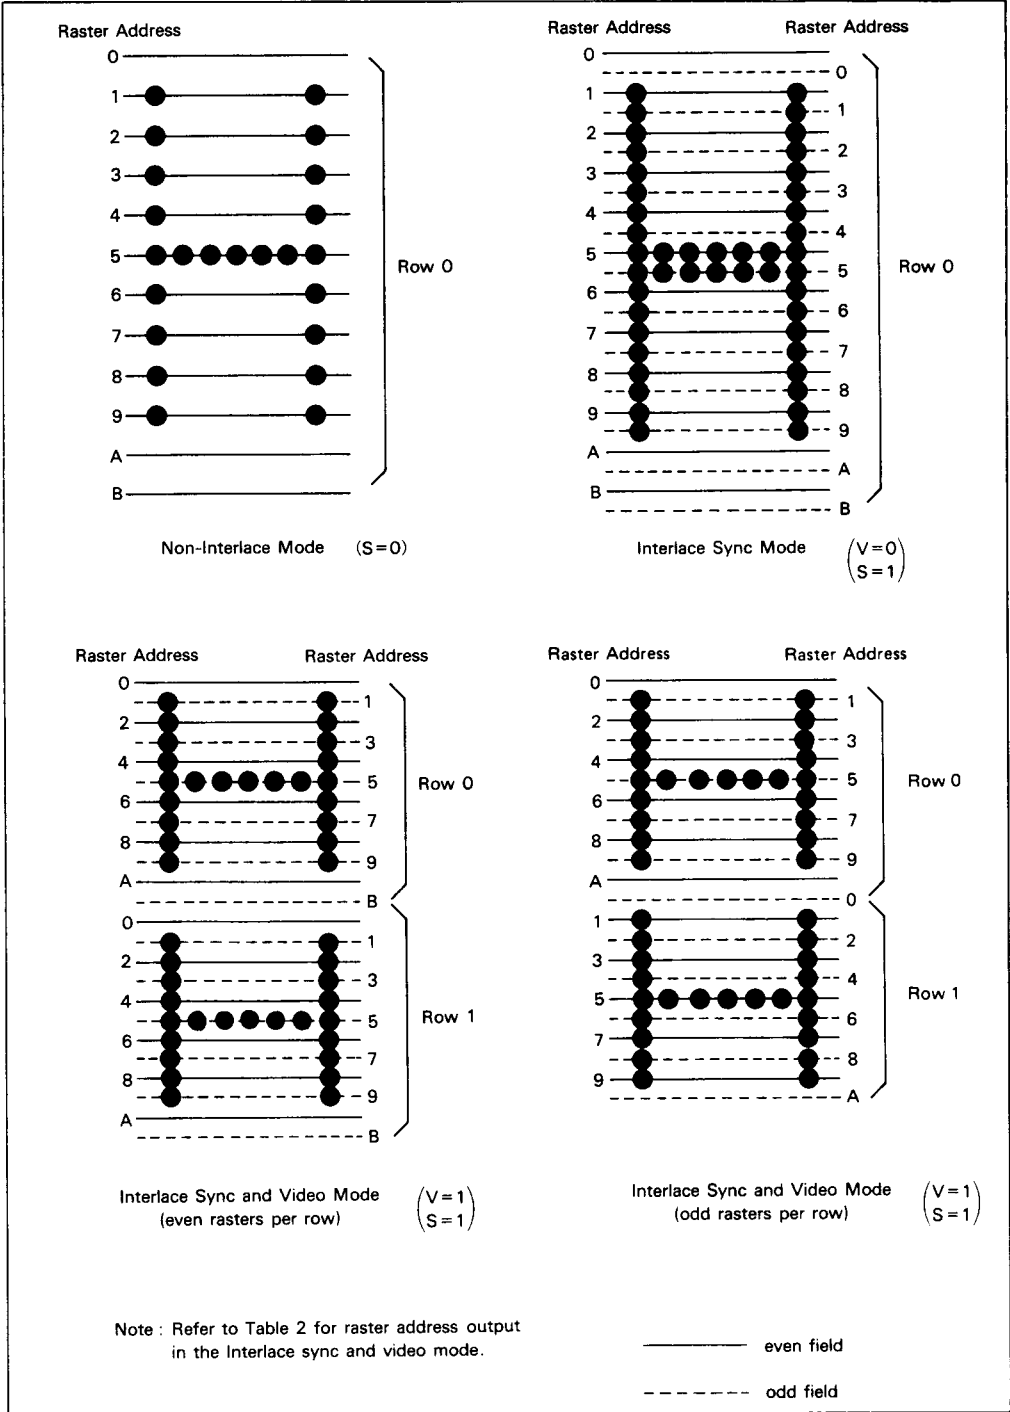 Raster Address
0
1
2
3
4
5
6
7
8
9
A
B
Row 0
Non-Interlace Mode (S=0)
Raster Address Raster Address
0
0
1
1
2
2
3
3
4
4
5
5
6
6
7
7
8
8
9
9
A
A
B
B
Row 0
Interlace Sync Mode (V=0 S=1)
Raster Address Raster Address
0
1
2
3
4
5
6
7
8
9
A
B
Row 0
0
1
2
3
4
5
6
7
8
9
A
B
Row 1
Interlace Sync and Video Mode (V=1
(even rasters per row) S=1)
Raster Address Raster Address
0
1
2
3
4
5
6
7
8
9
A
Row 0
0
1
2
3
4
5
6
7
8
9
A
Row 1
Interlace Sync and Video Mode (V=1
(odd rasters per row) S=1)
Note : Refer to Table 2 for raster address output
in the Interlace sync and video mode.
even field
odd field